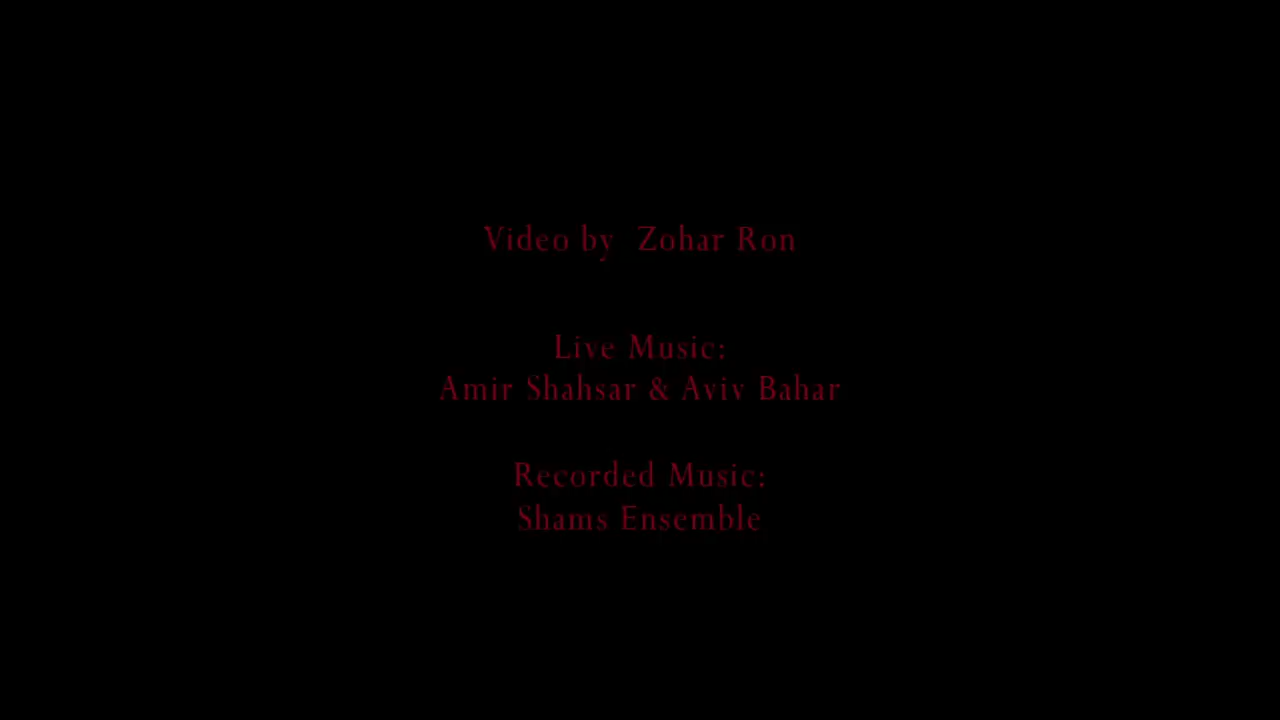 Video by Zohar Ron
Live Music:
Amir Shahsar & Aviv Bahar
Recorded Music:
Shams Ensemble